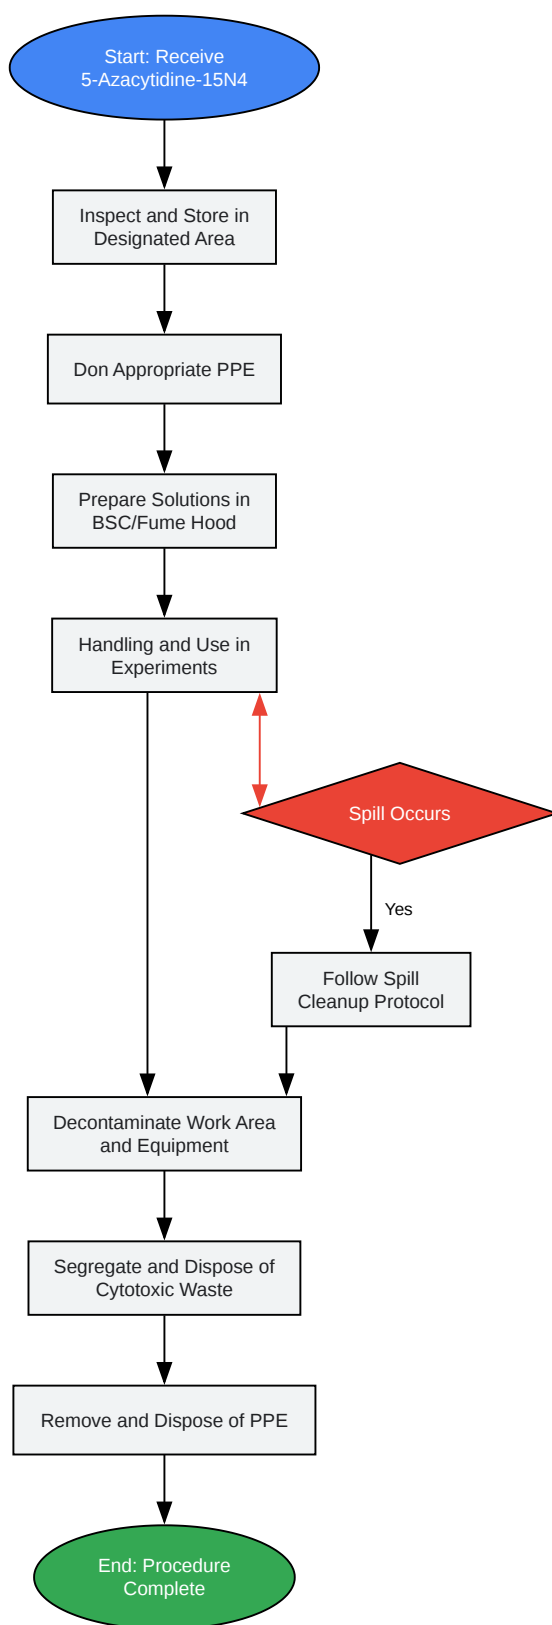 Start: Receive
5-Azacytidine-15N4
Inspect and Store in
Designated Area
Don Appropriate PPE
Prepare Solutions in
BSC/Fume Hood
Handling and Use in
Experiments
Spill Occurs
Yes
Follow Spill
Cleanup Protocol
Decontaminate Work Area
and Equipment
Segregate and Dispose of
Cytotoxic Waste
Remove and Dispose of PPE
End: Procedure
Complete